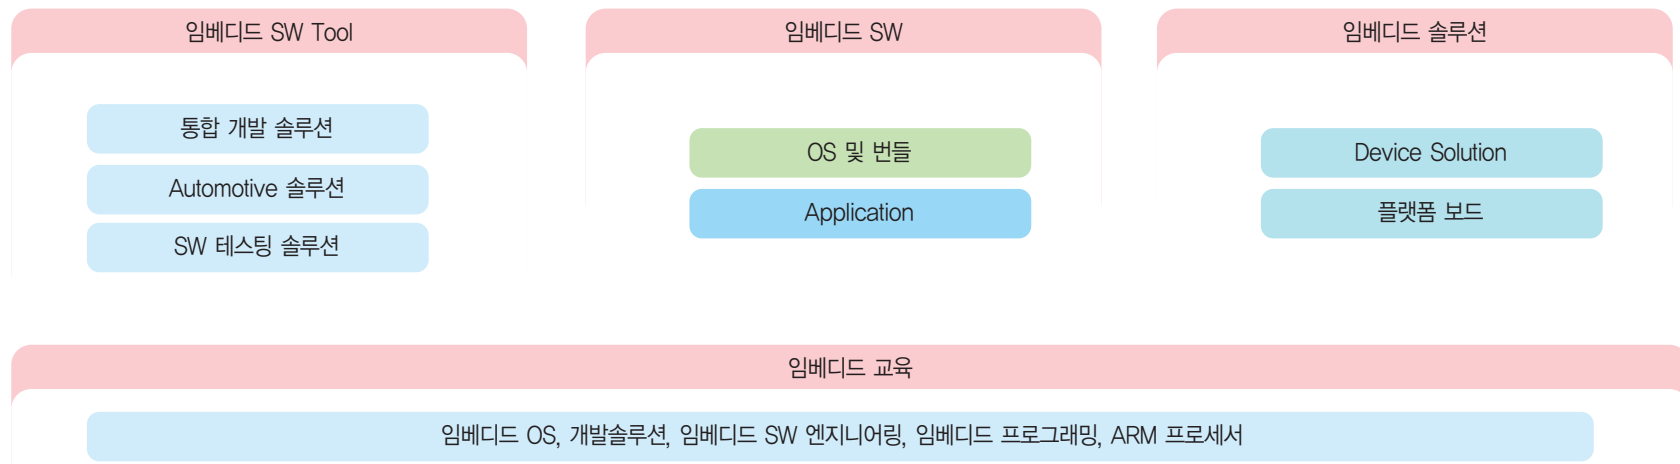 임베디드 SW Tool
통합 개발 솔루션
Automotive 솔루션
SW 테스팅 솔루션
임베디드 SW
OS 및 번들
Application
임베디드 솔루션
Device Solution
플랫폼 보드
임베디드 교육
임베디드 OS, 개발솔루션, 임베디드 SW 엔지니어링, 임베디드 프로그래밍, ARM 프로세서